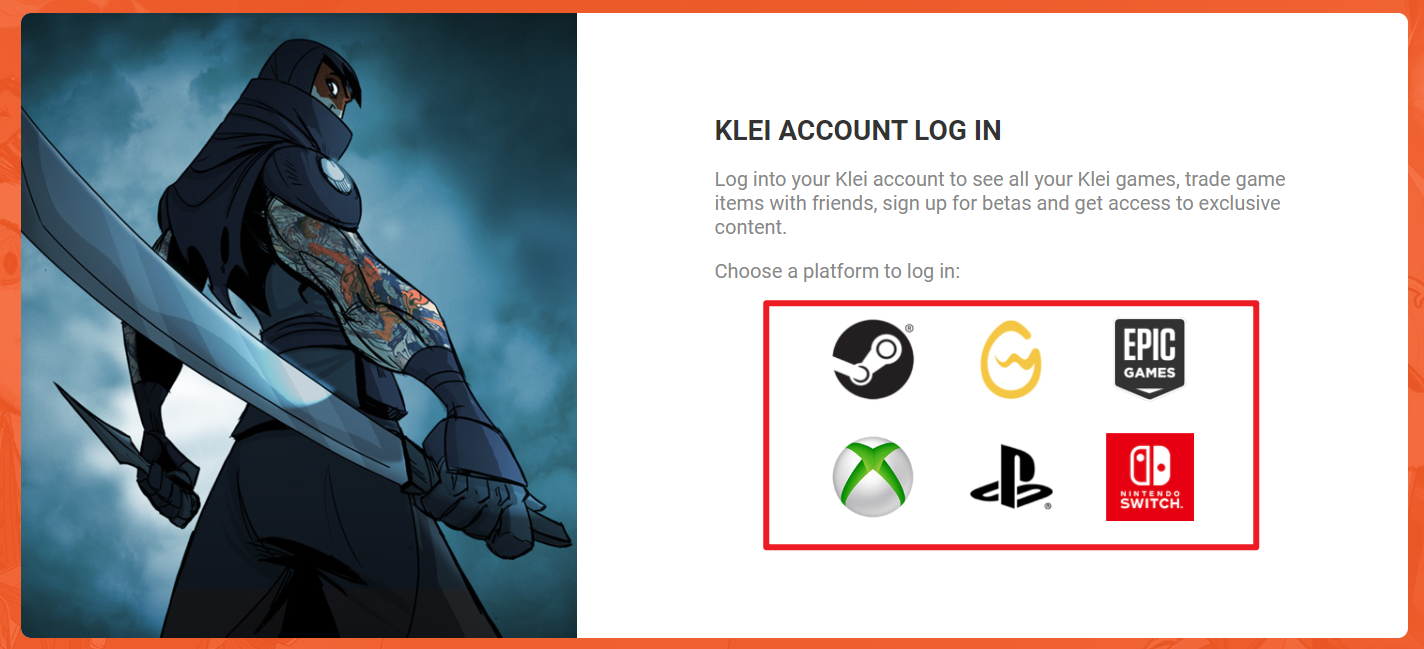 KLEI ACCOUNT LOG IN
Log into your Klei account to see all your Klei games, trade game
items with friends, sign up for betas and get access to exclusive
content.
Choose a platform to log in:
®
EPIC
GAMES
®
NINTENDO
SWITCH.